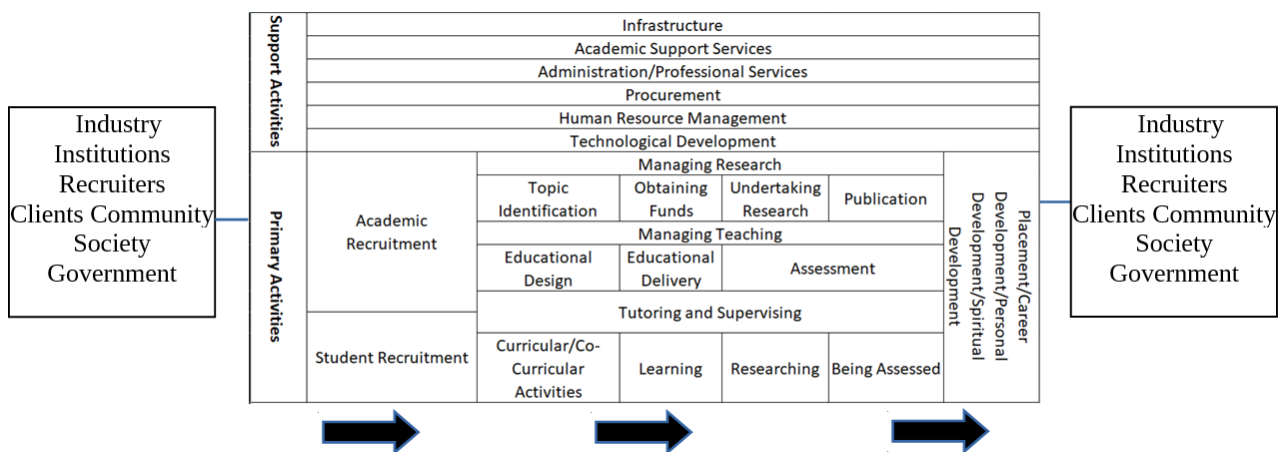 Industry
Institutions
Recruiters
Clients Community
Society
Government
Support Activities
Infrastructure
Academic Support Services
Administration/Professional Services
Procurement
Human Resource Management
Technological Development
Primary Activities
Academic
Recruitment
Student Recruitment
Managing Research
Topic
Identification
Obtaining
Funds
Undertaking
Research
Publication
Managing Teaching
Educational
Design
Educational
Delivery
Assessment
Tutoring and Supervising
Curricular/Co-
Curricular
Activities
Learning
Researching
Being Assessed
Placement/Career
Development/Personal
Development/Spiritual
Development
Industry
Institutions
Recruiters
Clients Community
Society
Government